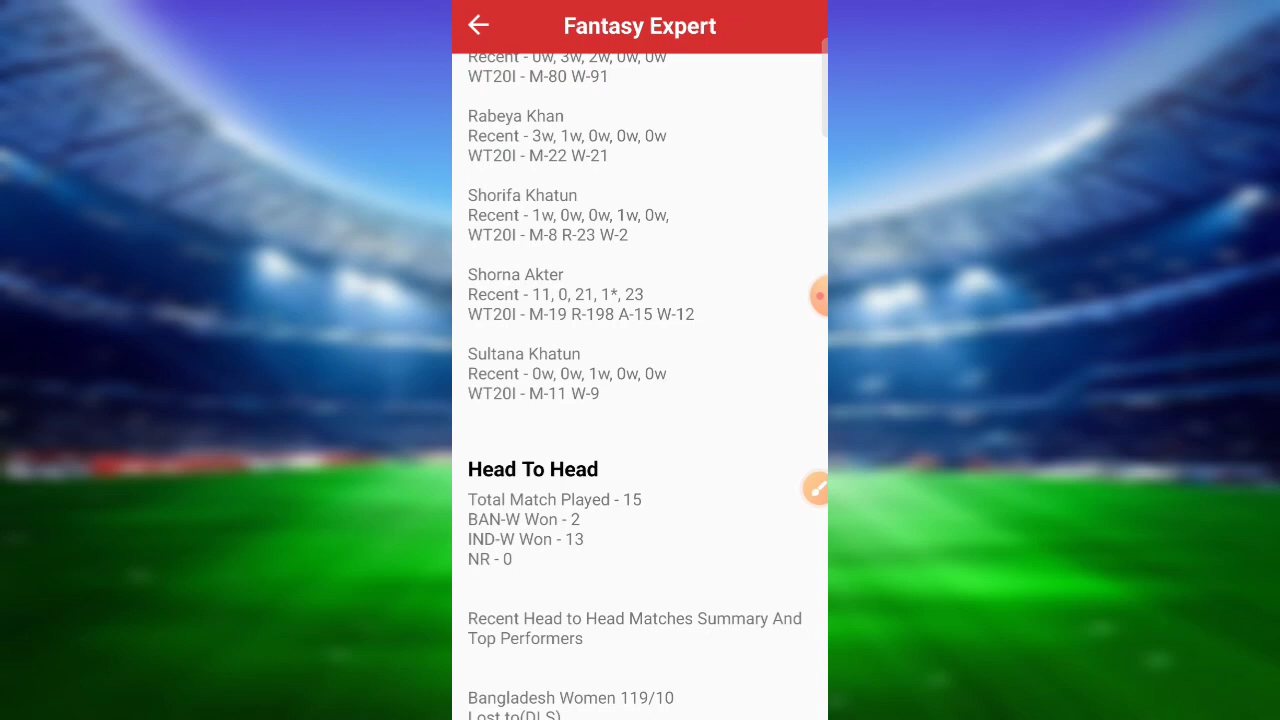 Fantasy Expert
Recent - 0w, 3w, 2w, 0w, 0w
WT20I - M-80 W-91
Rabeya Khan
Recent - 3w, 1w, 0w, 0w, 0w
WT20I - M-22 W-21
Shorifa Khatun
Recent - 1w, 0w, 0w, 1w, 0w,
WT20I - M-8 R-23 W-2
Shorna Akter
Recent - 11, 0, 21, 1*, 23
WT20I - M-19 R-198 A-15 W-12
Sultana Khatun
Recent - 0w, 0w, 1w, 0w, 0w
WT20I - M-11 W-9
Head To Head
Total Match Played - 15
BAN-W Won - 2
IND-W Won - 13
NR - 0
Recent Head to Head Matches Summary And
Top Performers
Bangladesh Women 119/10
Lost to(DLS)